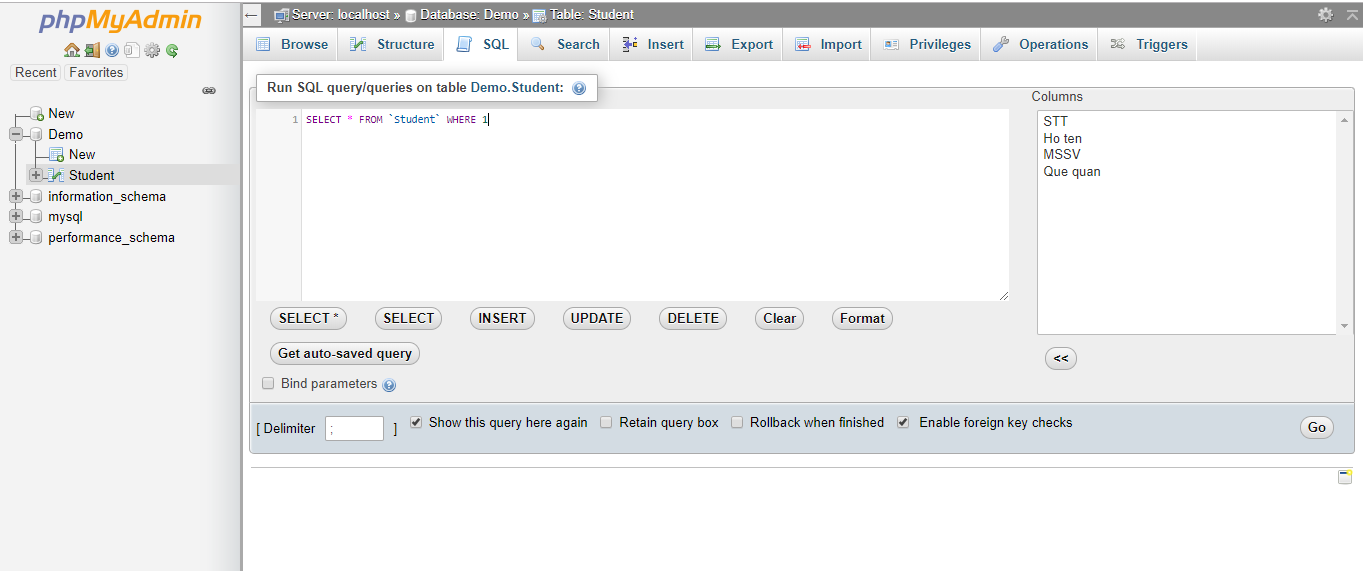 phpMyAdmin
Recent Favorites
New
Demo
New
Student
information_schema
mysql
performance_schema
Server: localhost » Database: Demo » Table: Student
Browse Structure SQL Search Insert Export Import Privileges Operations Triggers
Run SQL query/queries on table Demo.Student:
1 SELECT * FROM `Student` WHERE 1
SELECT * SELECT INSERT UPDATE DELETE Clear Format
Get auto-saved query
Bind parameters
Columns
STT
Ho ten
MSSV
Que quan
<<
[ Delimiter ; ] Show this query here again Retain query box Rollback when finished Enable foreign key checks Go